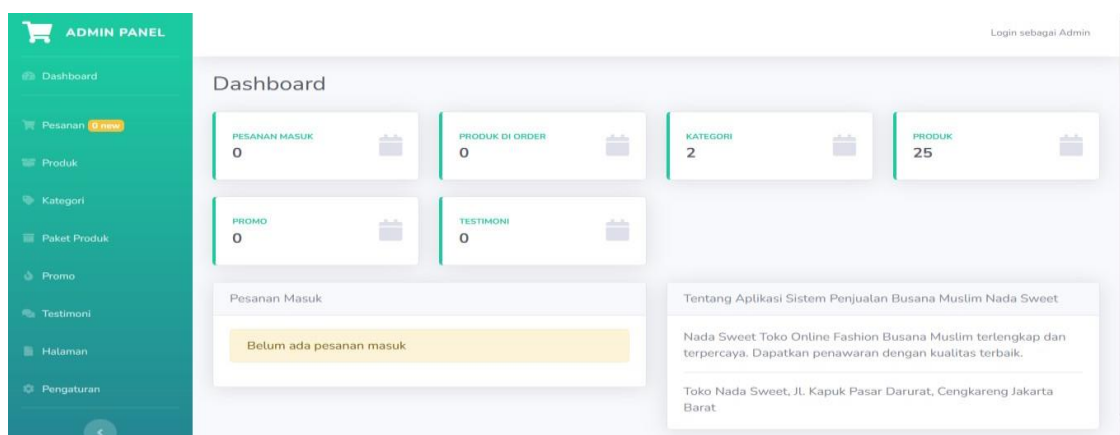 ADMIN PANEL
Login sebagai Admin
Dashboard
Pesanan 0 new
Produk
Kategori
Paket Produk
Promo
Testimoni
Halaman
Pengaturan
Dashboard
PESANAN MASUK
0
PRODUK DI ORDER
0
KATEGORI
2
PRODUK
25
PROMO
0
TESTIMONI
0
Pesanan Masuk
Belum ada pesanan masuk
Tentang Aplikasi Sistem Penjualan Busana Muslim Nada Sweet
Nada Sweet Toko Online Fashion Busana Muslim terlengkap dan
terpercaya. Dapatkan penawaran dengan kualitas terbaik.
Toko Nada Sweet, Jl. Kapuk Pasar Darurat, Cengkareng Jakarta
Barat